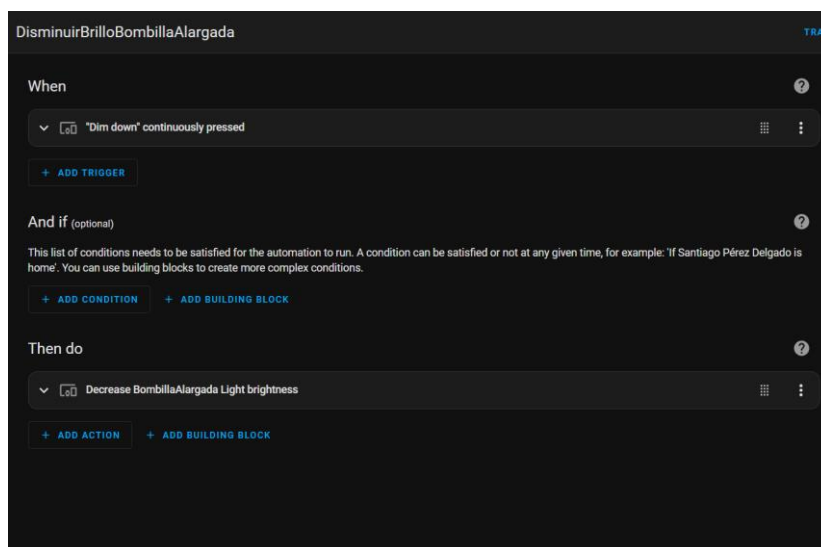 DisminuirBrilloBombillaAlargada
When
"Dim down" continuously pressed
+ ADD TRIGGER
And if (optional)
This list of conditions needs to be satisfied for the automation to run. A condition can be satisfied or not at any given time, for example: 'If Santiago Pérez Delgado is
home'. You can use building blocks to create more complex conditions.
+ ADD CONDITION + ADD BUILDING BLOCK
Then do
Decrease BombillaAlargada Light brightness
+ ADD ACTION + ADD BUILDING BLOCK